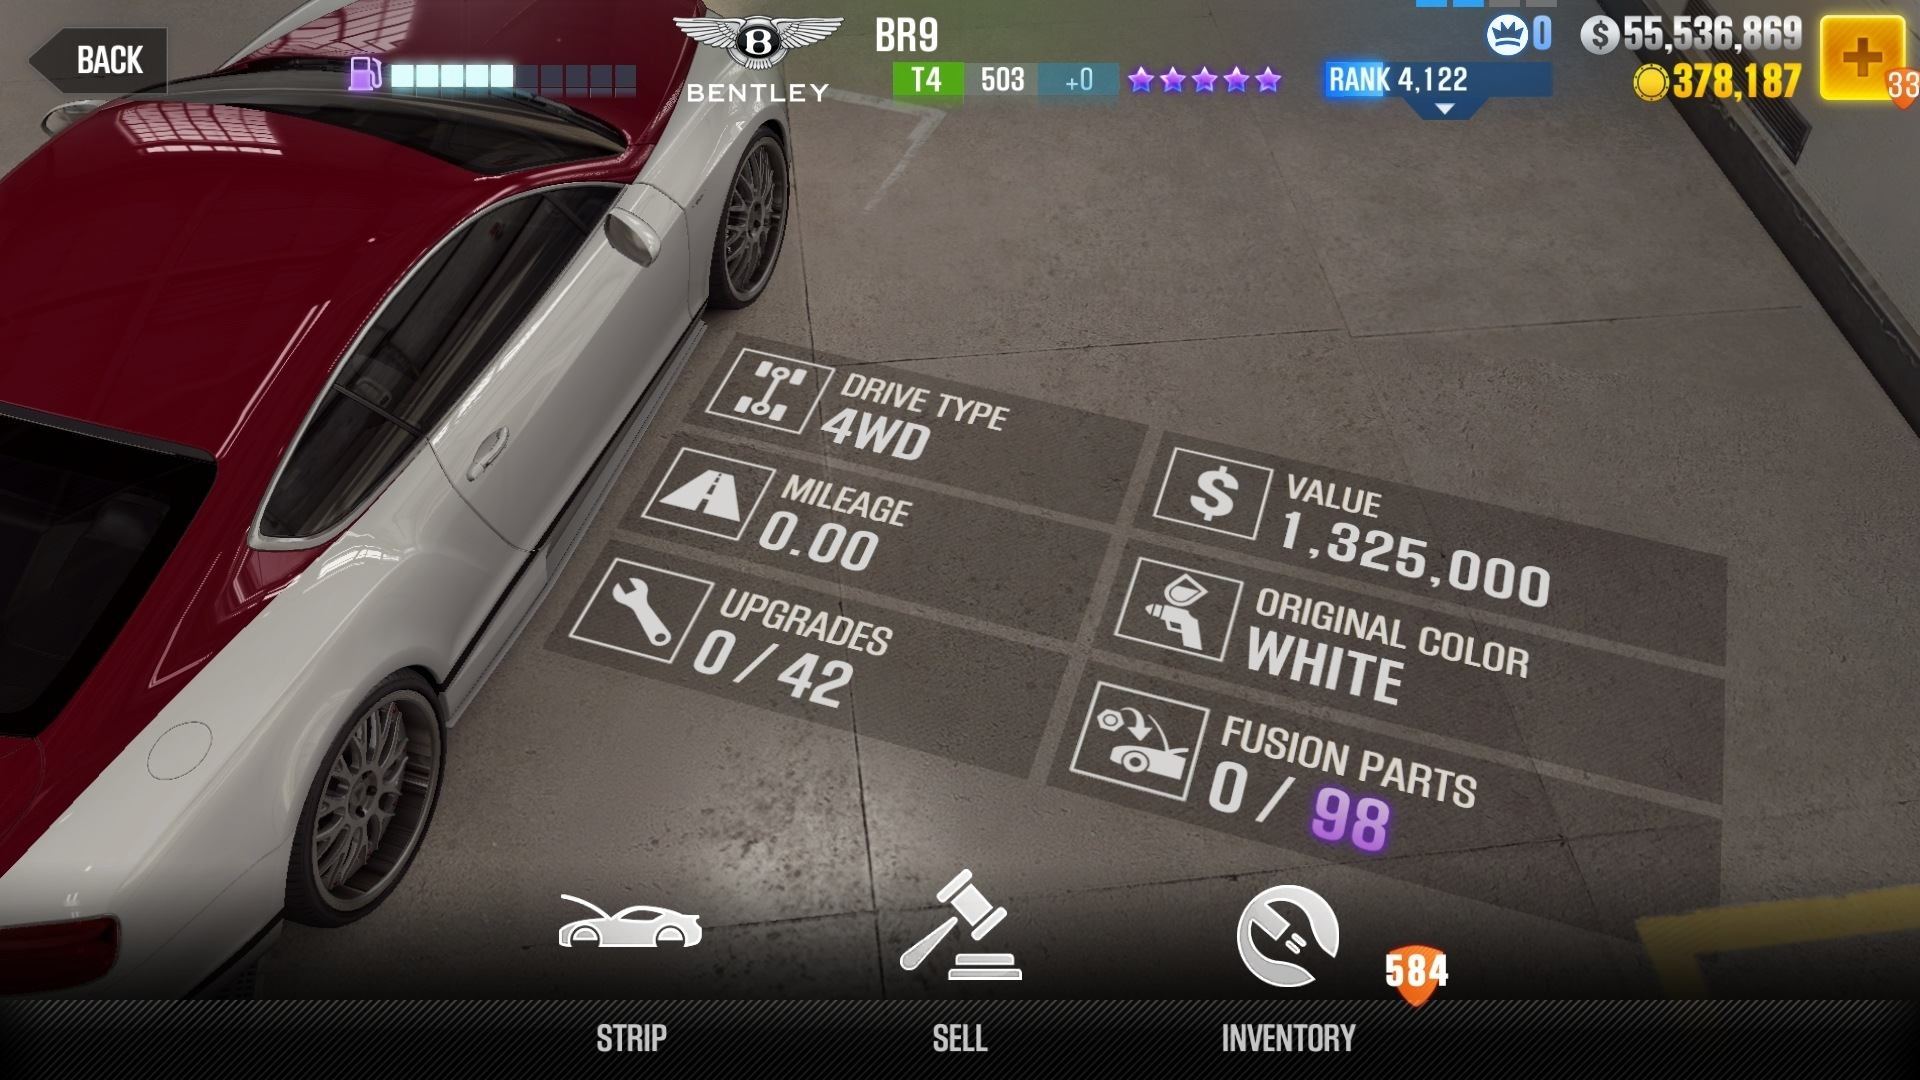 BACK
B
BENTLEY
BR9
T4 503 +0
RANK 4,122
0
$ 55,536,869
378,187
+
33
DRIVE TYPE
4WD
MILEAGE
0.00
UPGRADES
0 / 42
$
VALUE
1,325,000
ORIGINAL COLOR
WHITE
FUSION PARTS
0 / 98
584
STRIP
SELL
INVENTORY